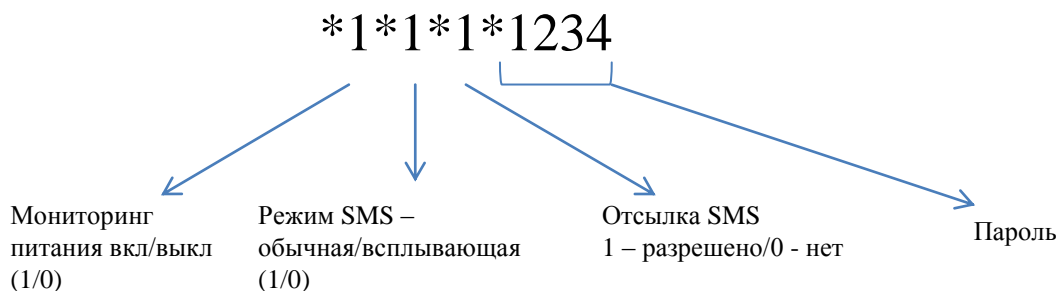 *1*1*1*1234
Мониторинг
питания вкл/выкл
(1/0)
Режим SMS –
обычная/всплывающая
(1/0)
Отсылка SMS
1 – разрешено/0 - нет
Пароль